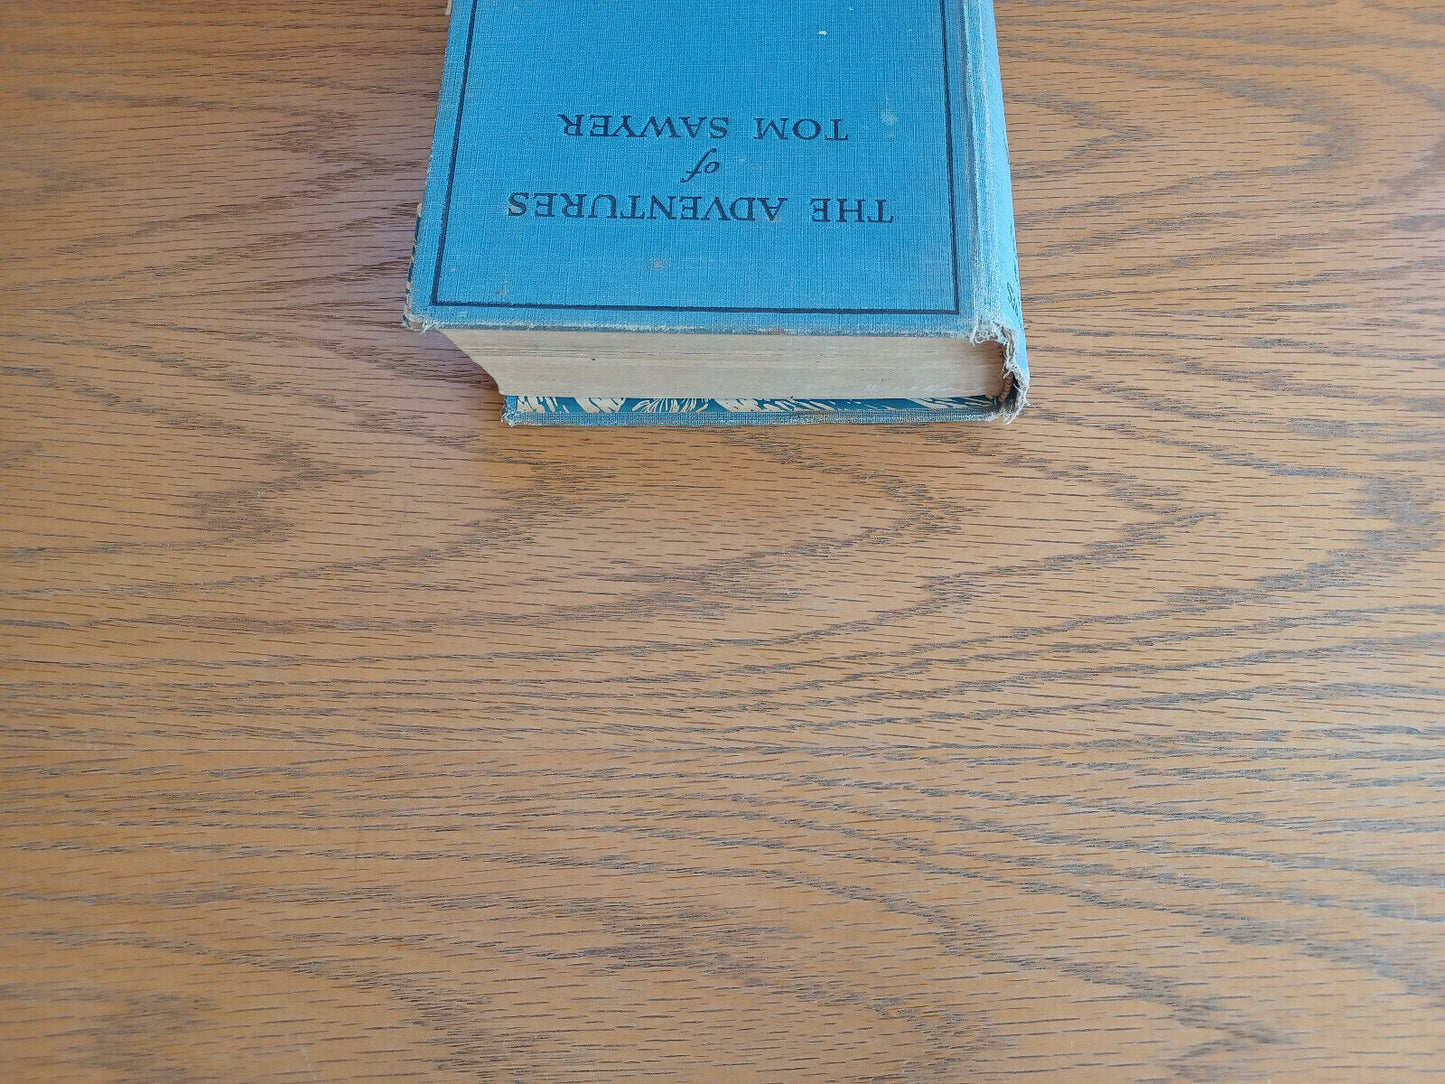 THE ADVENTURES
of
TOM SAWYER